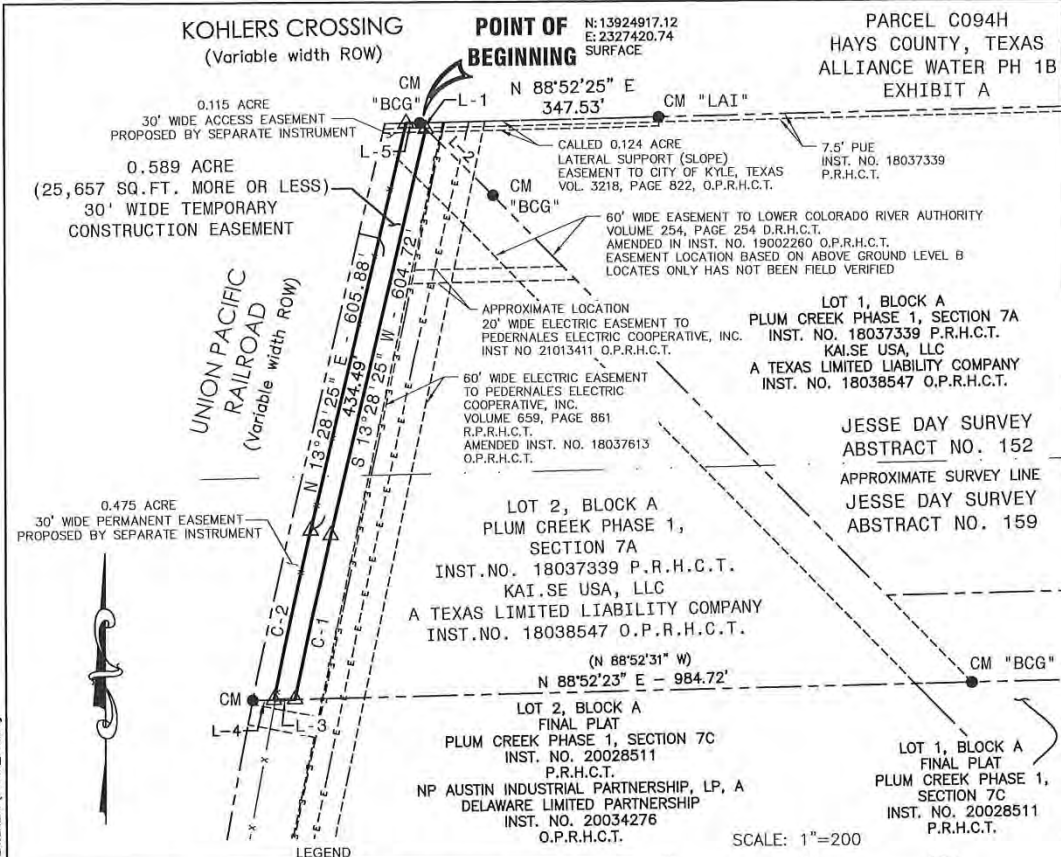 KOHLERS CROSSING
(Variable width ROW)
POINT OF
BEGINNING
N:13924917.12
E:2327420.74
SURFACE
PARCEL C094H
HAYS COUNTY, TEXAS
ALLIANCE WATER PH 1B
EXHIBIT A
CM
"BCG"
L-1
N 88°52'25" E
347.53'
CM "LAI"
0.115 ACRE
30' WIDE ACCESS EASEMENT
PROPOSED BY SEPARATE INSTRUMENT
L-5
L-2
CALLED 0.124 ACRE
LATERAL SUPPORT (SLOPE)
EASEMENT TO CITY OF KYLE, TEXAS
VOL. 3218, PAGE 822, O.P.R.H.C.T.
7.5' PUE
INST. NO. 18037339
P.R.H.C.T.
0.589 ACRE
(25,657 SQ.FT. MORE OR LESS)
30' WIDE TEMPORARY
CONSTRUCTION EASEMENT
CM
"BCG"
60' WIDE EASEMENT TO LOWER COLORADO RIVER AUTHORITY
VOLUME 254, PAGE 254 D.R.H.C.T.
AMENDED IN INST. NO. 19002260 O.P.R.H.C.T.
EASEMENT LOCATION BASED ON ABOVE GROUND LEVEL B
LOCATES ONLY HAS NOT BEEN FIELD VERIFIED
UNION PACIFIC
RAILROAD
(Variable width ROW)
N 13°28'25" E - 605.88'
434.49'
S 13°28'25" W - 604.72'
APPROXIMATE LOCATION
20' WIDE ELECTRIC EASEMENT TO
PEDERNALES ELECTRIC COOPERATIVE, INC.
INST NO 21013411 O.P.R.H.C.T.
LOT 1, BLOCK A
PLUM CREEK PHASE 1, SECTION 7A
INST. NO. 18037339 P.R.H.C.T.
KAI.SE USA, LLC
A TEXAS LIMITED LIABILITY COMPANY
INST. NO. 18038547 O.P.R.H.C.T.
60' WIDE ELECTRIC EASEMENT
TO PEDERNALES ELECTRIC
COOPERATIVE, INC.
VOLUME 659, PAGE 861
R.P.R.H.C.T.
AMENDED INST. NO. 18037613
O.P.R.H.C.T.
JESSE DAY SURVEY
ABSTRACT NO. 152
APPROXIMATE SURVEY LINE
JESSE DAY SURVEY
ABSTRACT NO. 159
0.475 ACRE
30' WIDE PERMANENT EASEMENT
PROPOSED BY SEPARATE INSTRUMENT
LOT 2, BLOCK A
PLUM CREEK PHASE 1,
SECTION 7A
INST.NO. 18037339 P.R.H.C.T.
KAI.SE USA, LLC
A TEXAS LIMITED LIABILITY COMPANY
INST.NO. 18038547 O.P.R.H.C.T.
C-2
C-1
(N 88°52'31" W)
N 88°52'23" E - 984.72'
CM "BCG"
CM
L-4
L-3
LOT 2, BLOCK A
FINAL PLAT
PLUM CREEK PHASE 1, SECTION 7C
INST. NO. 20028511
P.R.H.C.T.
NP AUSTIN INDUSTRIAL PARTNERSHIP, LP, A
DELAWARE LIMITED PARTNERSHIP
INST. NO. 20034276
O.P.R.H.C.T.
LOT 1, BLOCK A
FINAL PLAT
PLUM CREEK PHASE 1,
SECTION 7C
INST. NO. 20028511
P.R.H.C.T.
SCALE: 1"=200
LEGEND